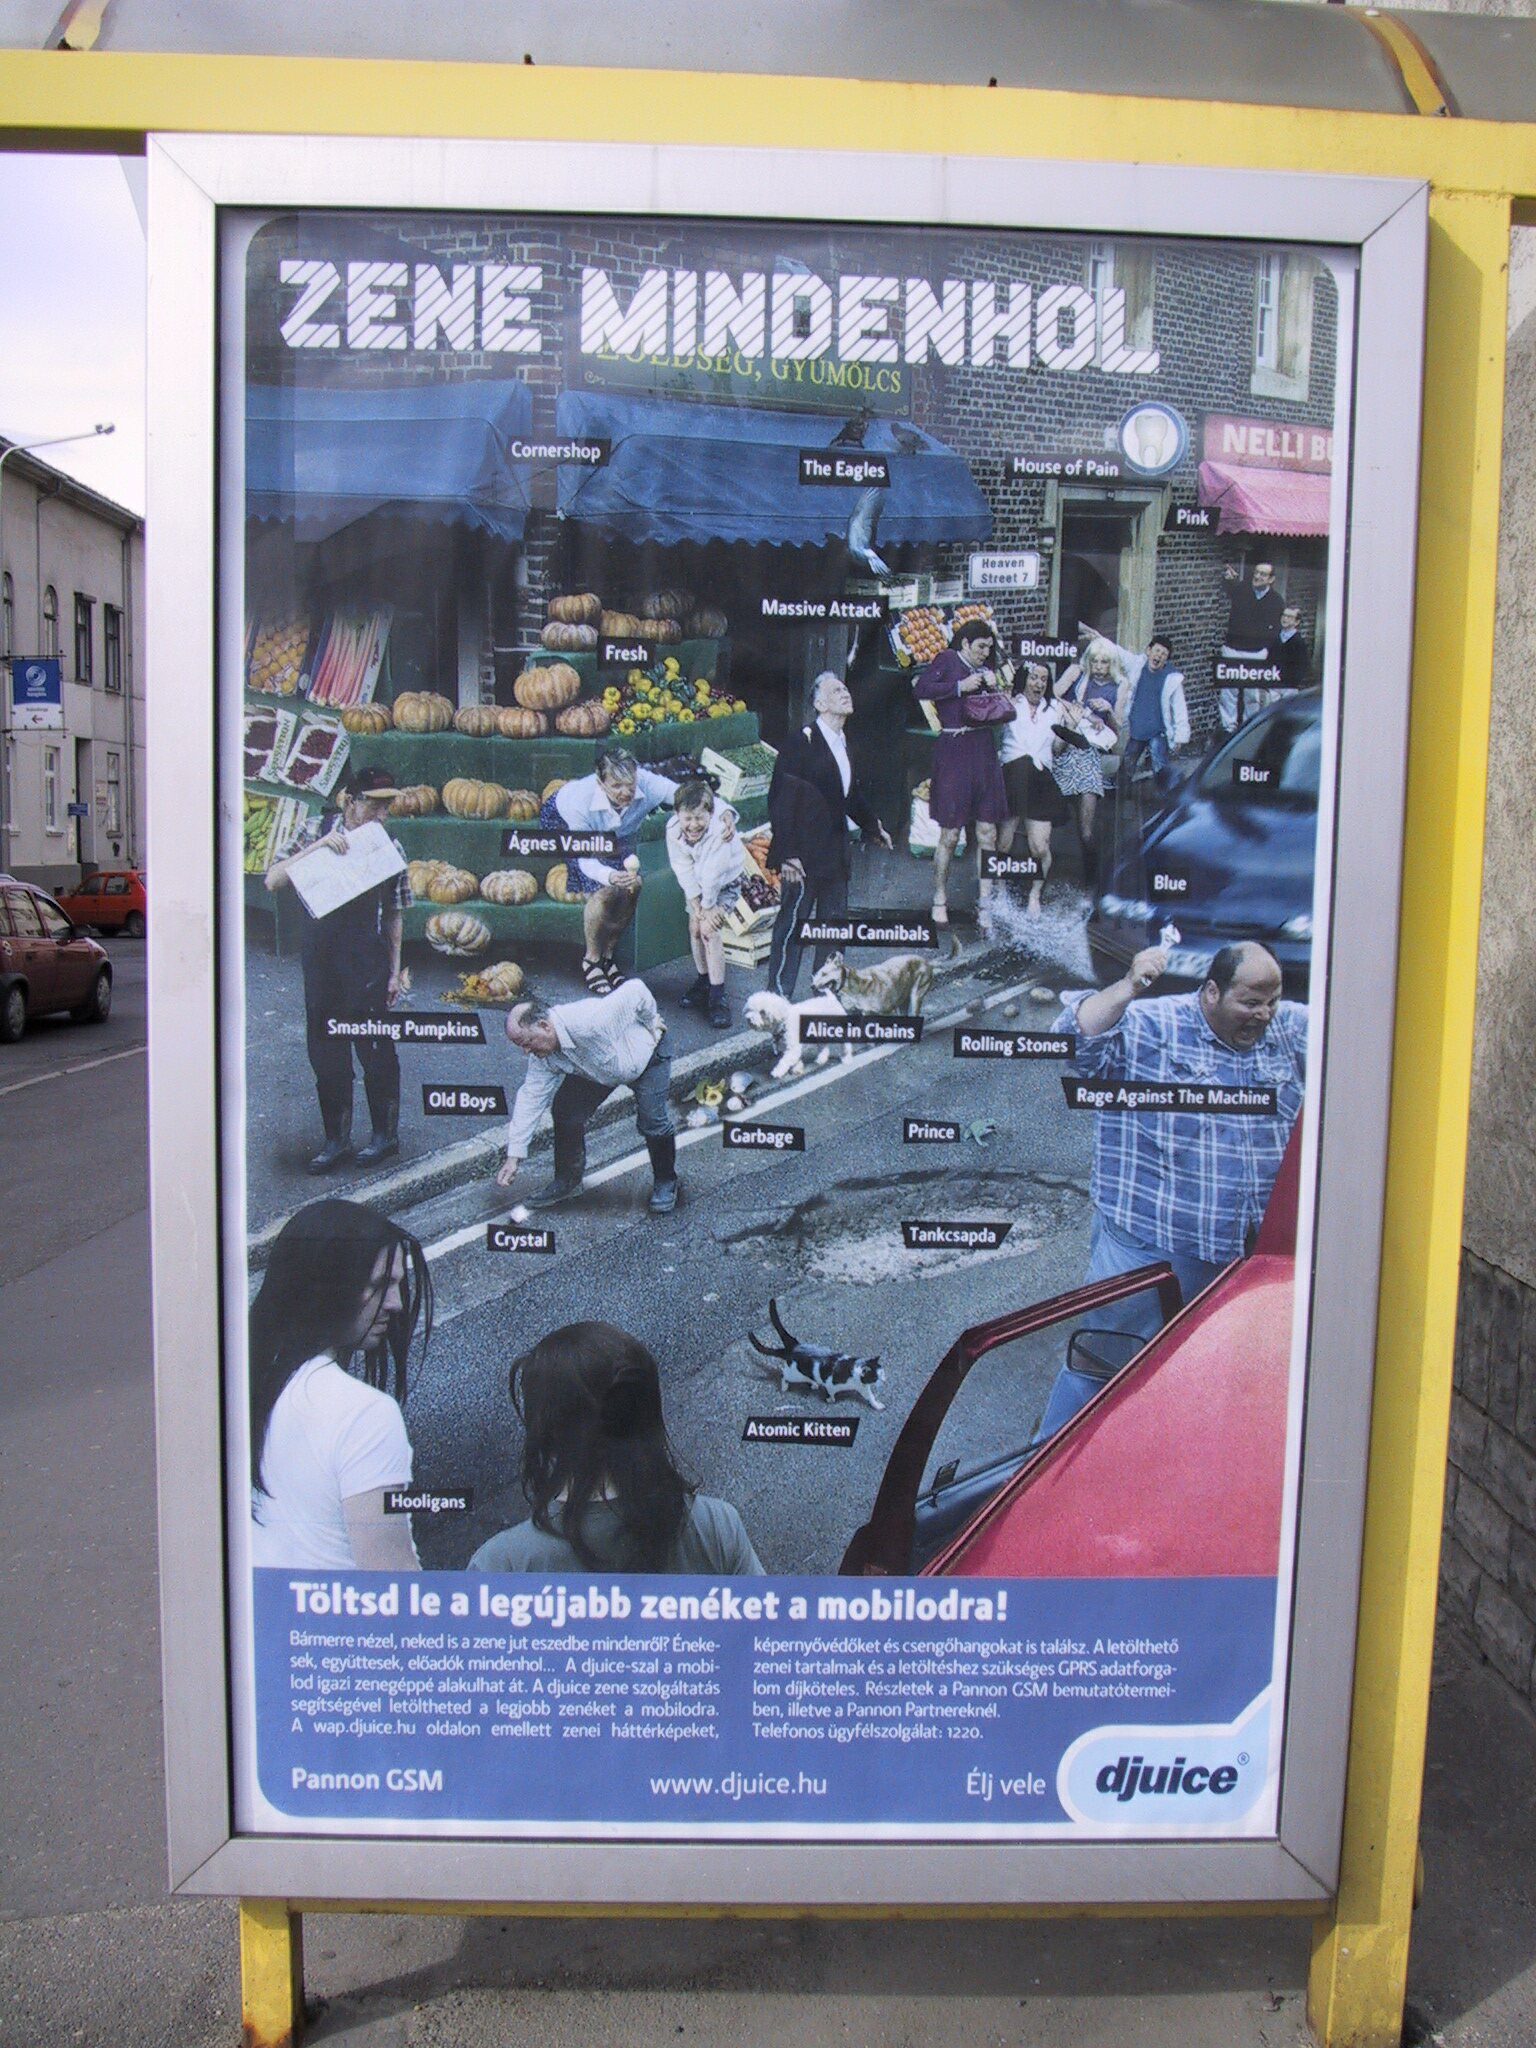 ZENE MINDENHOL
ZÖLDSÉG, GYÜMÖLCS
Cornershop
The Eagles
House of Pain
NELLI
Pink
Heaven
Street 7
Massive Attack
Fresh
Blondie
Emberek
Blur
Ágnes Vanilla
Splash
Blue
Animal Cannibals
Smashing Pumpkins
Alice in Chains
Rolling Stones
Old Boys
Rage Against The Machine
Garbage
Prince
Crystal
Tankcsapda
Atomic Kitten
Hooligans
Töltsd le a legújabb zenéket a mobilodra!
Bármerre nézel, neked is a zene jut eszedbe mindenről? Éneke-
sek, együttesek, előadók mindenhol... A djuice-szal a mobi-
lod igazi zenegéppé alakulhat át. A djuice zene szolgáltatás
segítségével letöltheted a legjobb zenéket a mobilodra.
A wap.djuice.hu oldalon emellett zenei háttérképeket,
képernyővédőket és csengőhangokat is találsz. A letölthető
zenei tartalmak és a letöltéshez szükséges GPRS adatforga-
lom díjköteles. Részletek a Pannon GSM bemutatótermei-
ben, illetve a Pannon Partnereknél.
Telefonos ügyfélszolgálat: 1220.
Pannon GSM
www.djuice.hu
Élj vele
djuice®